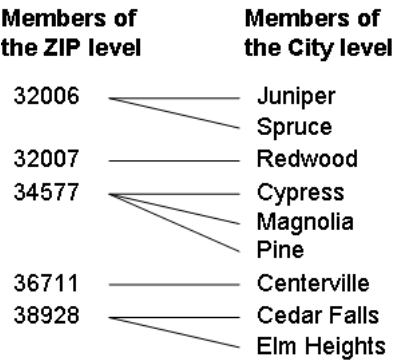 Members of Members of
the ZIP level the City level
32006 Juniper
Spruce
32007 Redwood
34577 Cypress
Magnolia
Pine
36711 Centerville
38928 Cedar Falls
Elm Heights